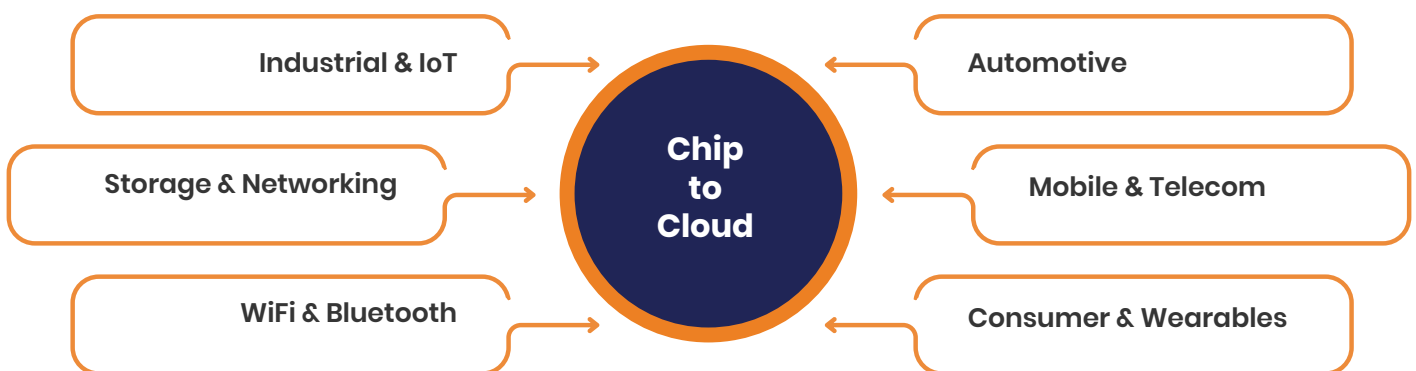 Industrial & IoT
Automotive
Chip
to
Cloud
Storage & Networking
Mobile & Telecom
WiFi & Bluetooth
Consumer & Wearables